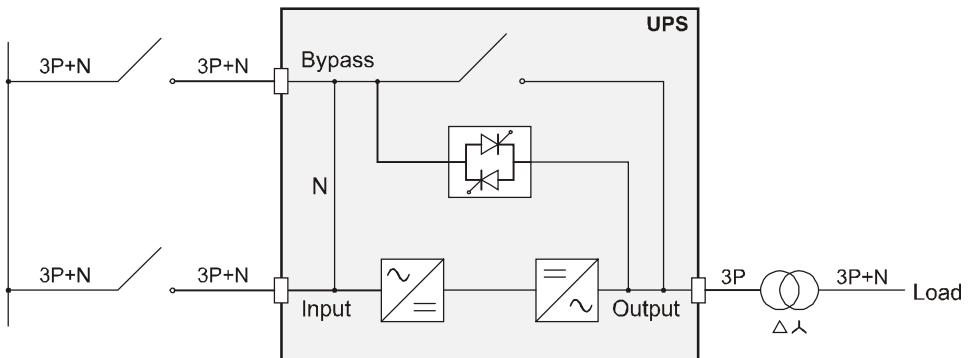 UPS
3P+N
3P+N
Bypass
N
3P+N
3P+N
Input
Output
3P
3P+N
Load